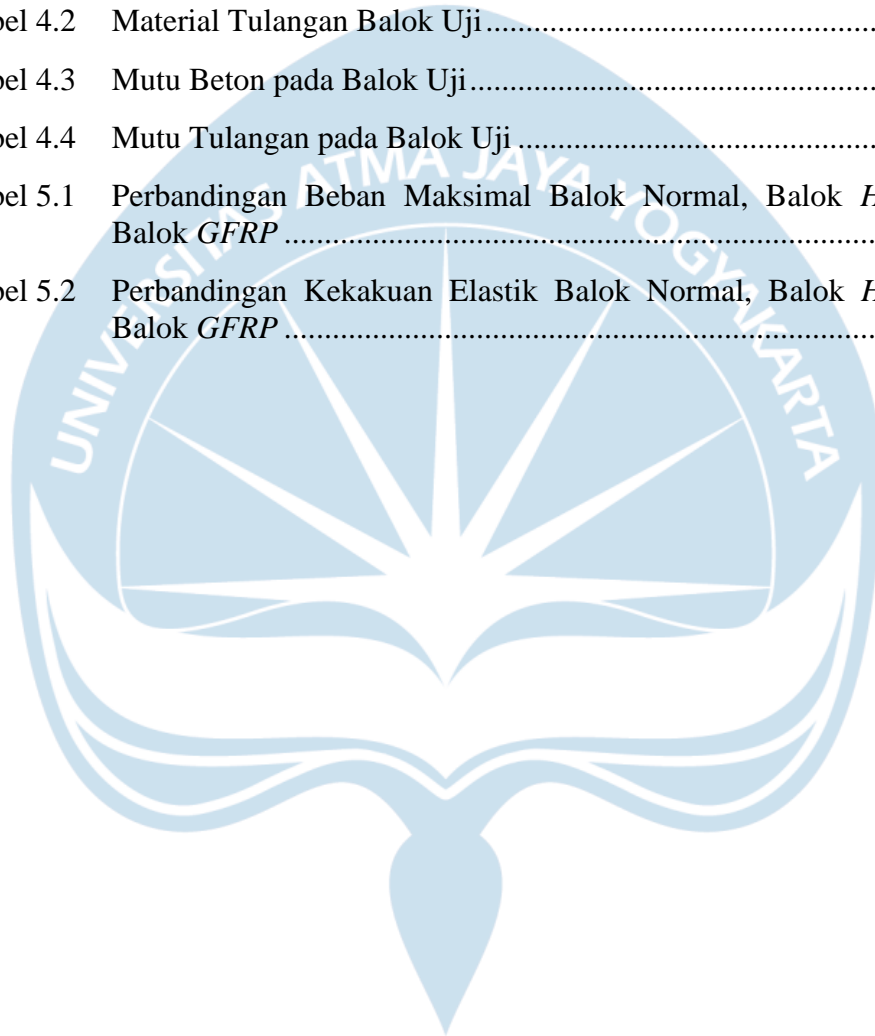 bel 4.2 Material Tulangan Balok Uji ....................................................
bel 4.3 Mutu Beton pada Balok Uji ....................................................
bel 4.4 Mutu Tulangan pada Balok Uji ....................................................
bel 5.1 Perbandingan Beban Maksimal Balok Normal, Balok H
Balok GFRP ....................................................
bel 5.2 Perbandingan Kekakuan Elastik Balok Normal, Balok H
Balok GFRP ....................................................
UNIVERSITAS ATMA JAYA YOGYAKARTA